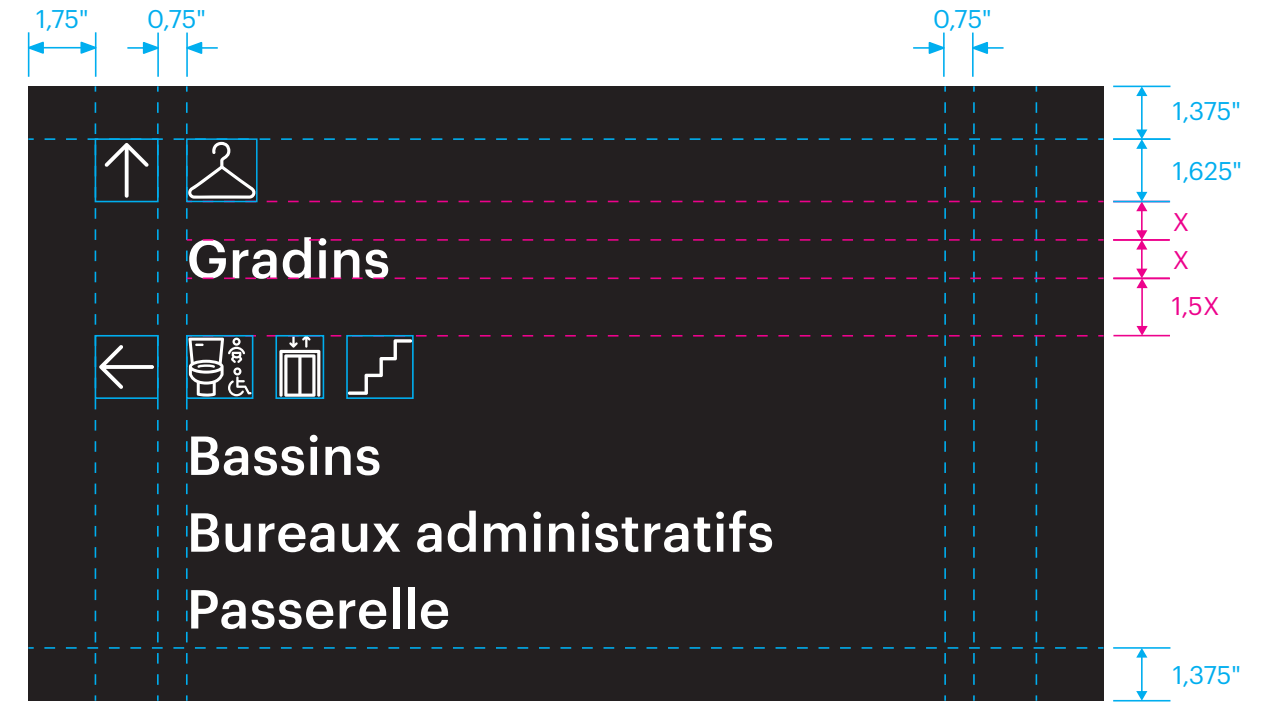 1,75" 0,75" 0,75"
1,375"
1,625"
X
Gradins
X
1,5X
Bassins
Bureaux administratifs
Passerelle
1,375"